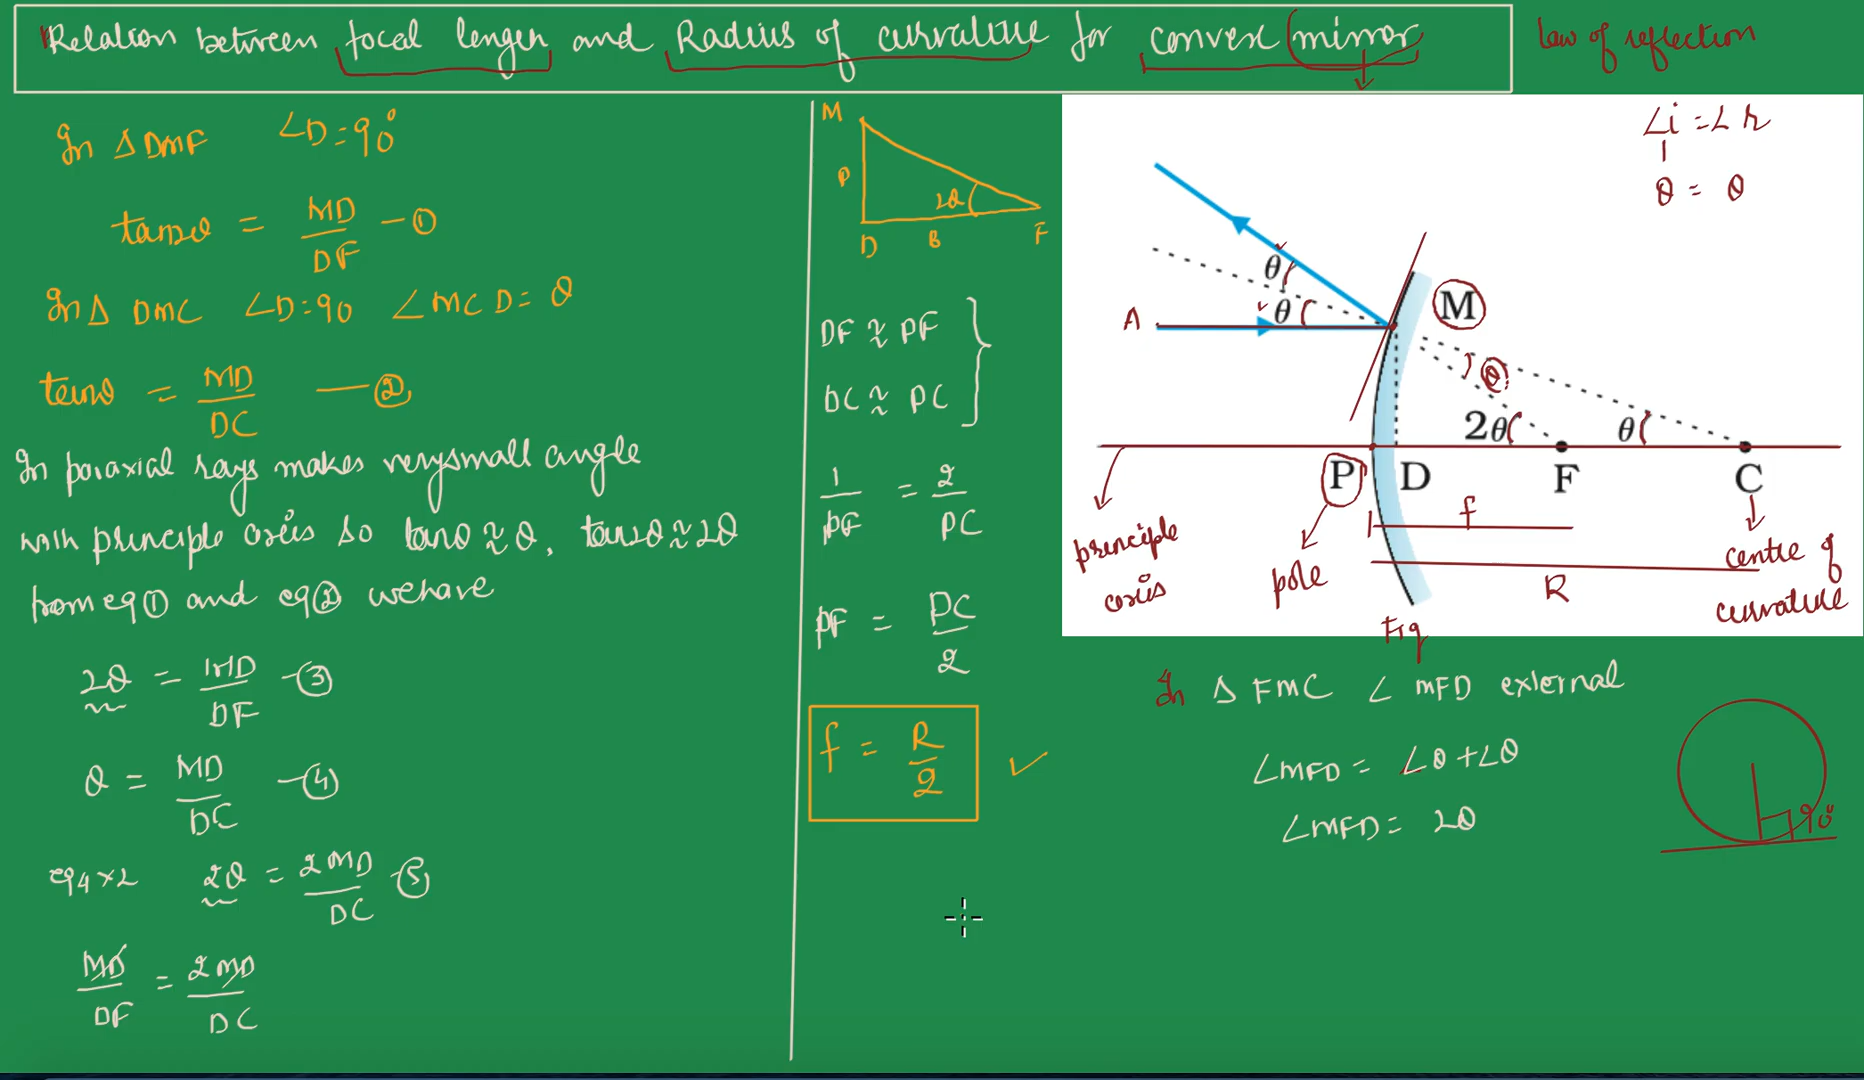 Relation between focal length and Radius of curvature for convex mirror
law of reflection
In Δ DMF ∠D=90°
tan2θ = MD/DF —①
In Δ DMC ∠D=90 ∠MCD=θ
tanθ = MD/DC —②
In paraxial rays makes very small angle
with principle axis so tanθ≈θ, tan2θ≈2θ
from eq① and eq② we have
2θ = MD/DF —③
θ = MD/DC —④
eq4×2 2θ = 2MD/DC ⑤
MD/DF = 2MD/DC
M
P
2θ
D B F
DF ≈ PF
DC ≈ PC
1/PF = 2/PC
PF = PC/2
f = R/2
∠i = ∠r
θ = θ
θ
θ
A
M
θ
2θ θ
P D F C
f
R
principle
axis
pole
centre of
curvature
Fig
In Δ FMC ∠ MFD external
∠MFD = ∠θ+∠θ
∠MFD = 2θ
90°